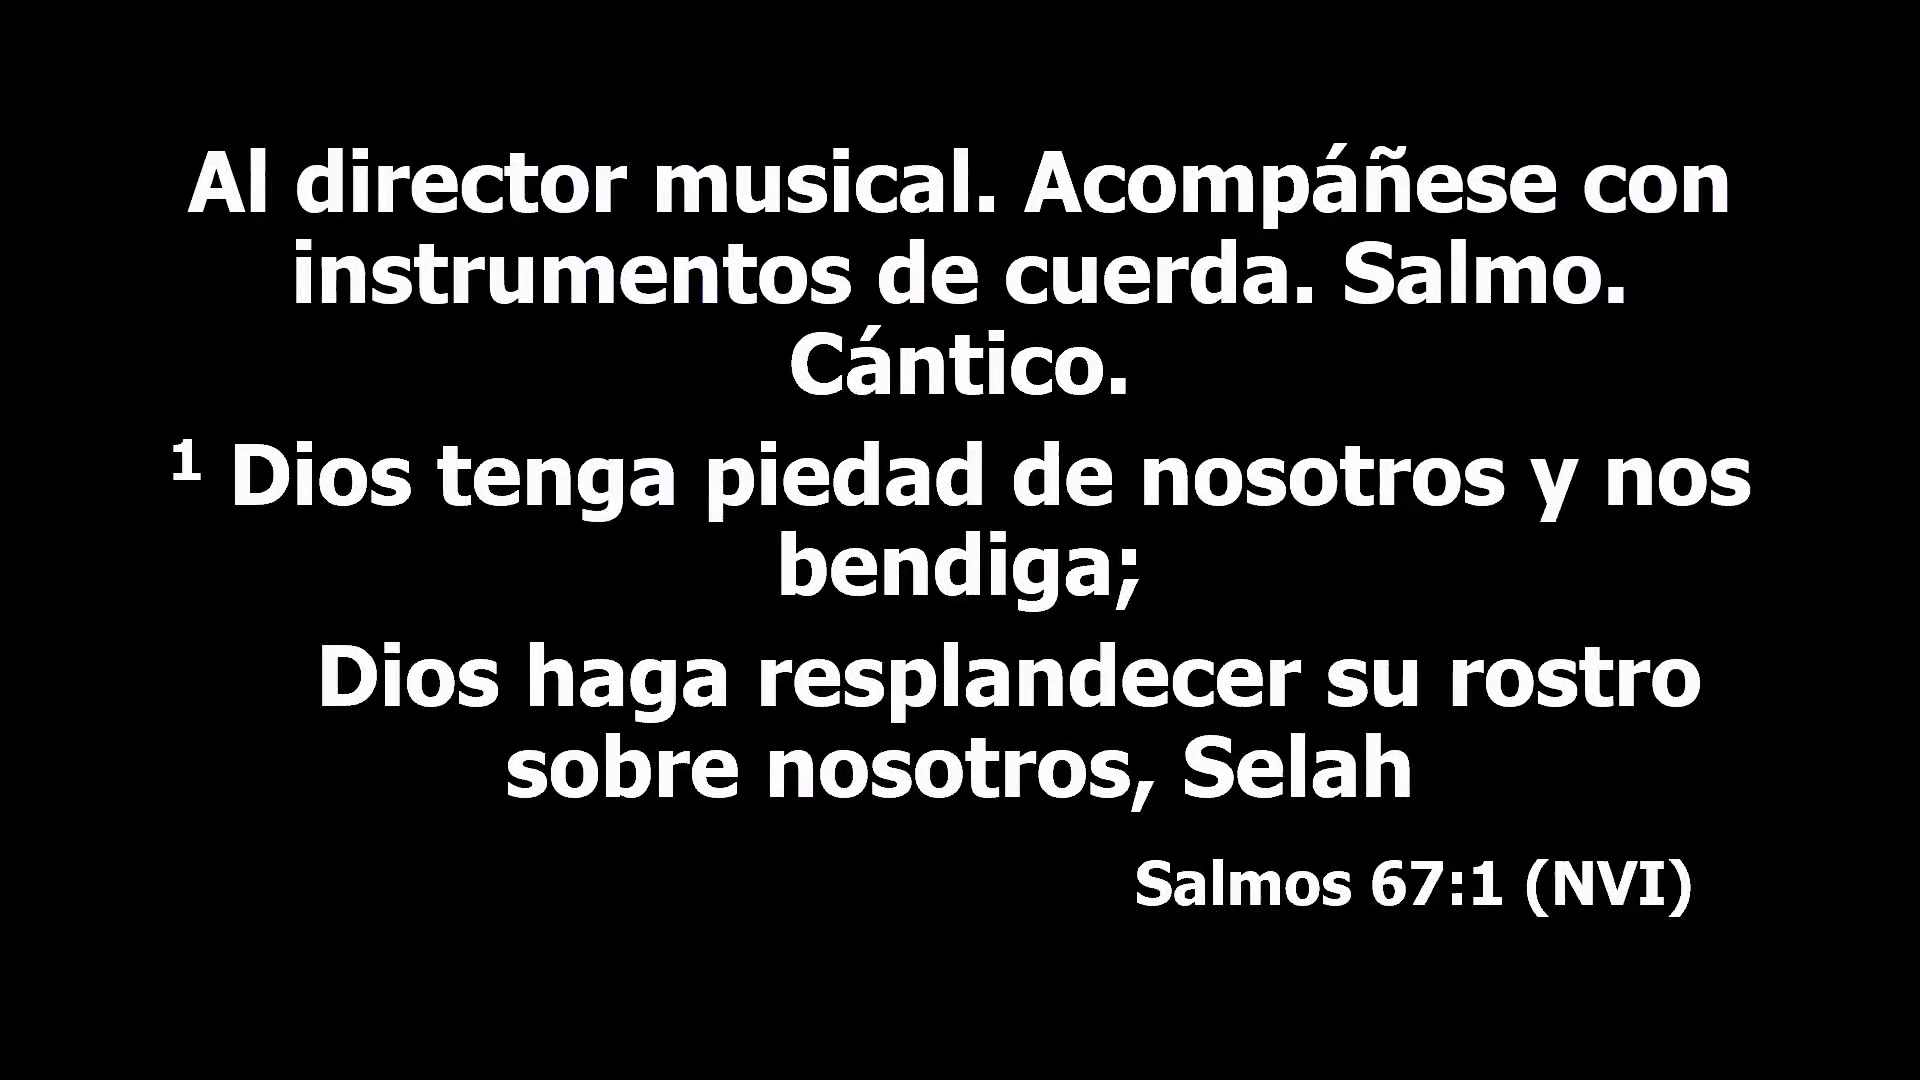 Al director musical. Acompáñese con
instrumentos de cuerda. Salmo.
Cántico.
¹ Dios tenga piedad de nosotros y nos
bendiga;
Dios haga resplandecer su rostro
sobre nosotros, Selah
Salmos 67:1 (NVI)